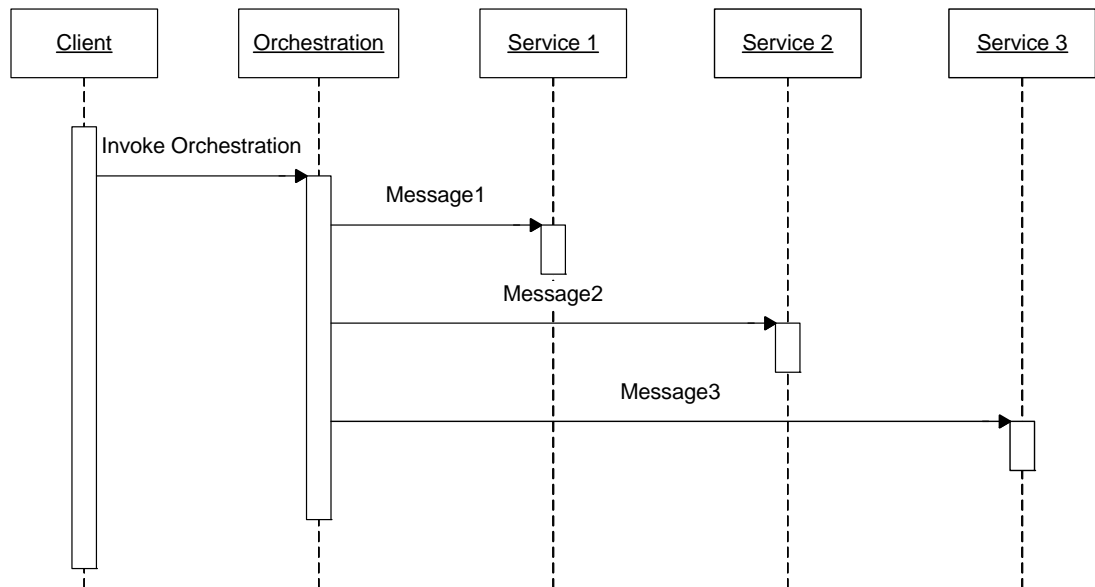 Client
Orchestration
Service 1
Service 2
Service 3
Invoke Orchestration
Message1
Message2
Message3